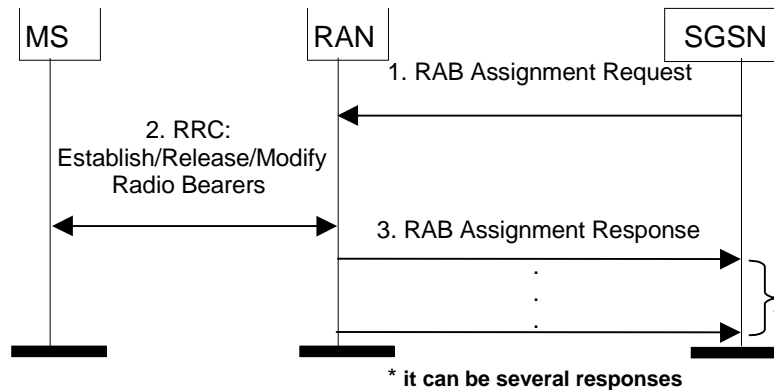 MS
RAN
SGSN
1. RAB Assignment Request
2. RRC:
Establish/Release/Modify
Radio Bearers
3. RAB Assignment Response
.
.
.
* it can be several responses